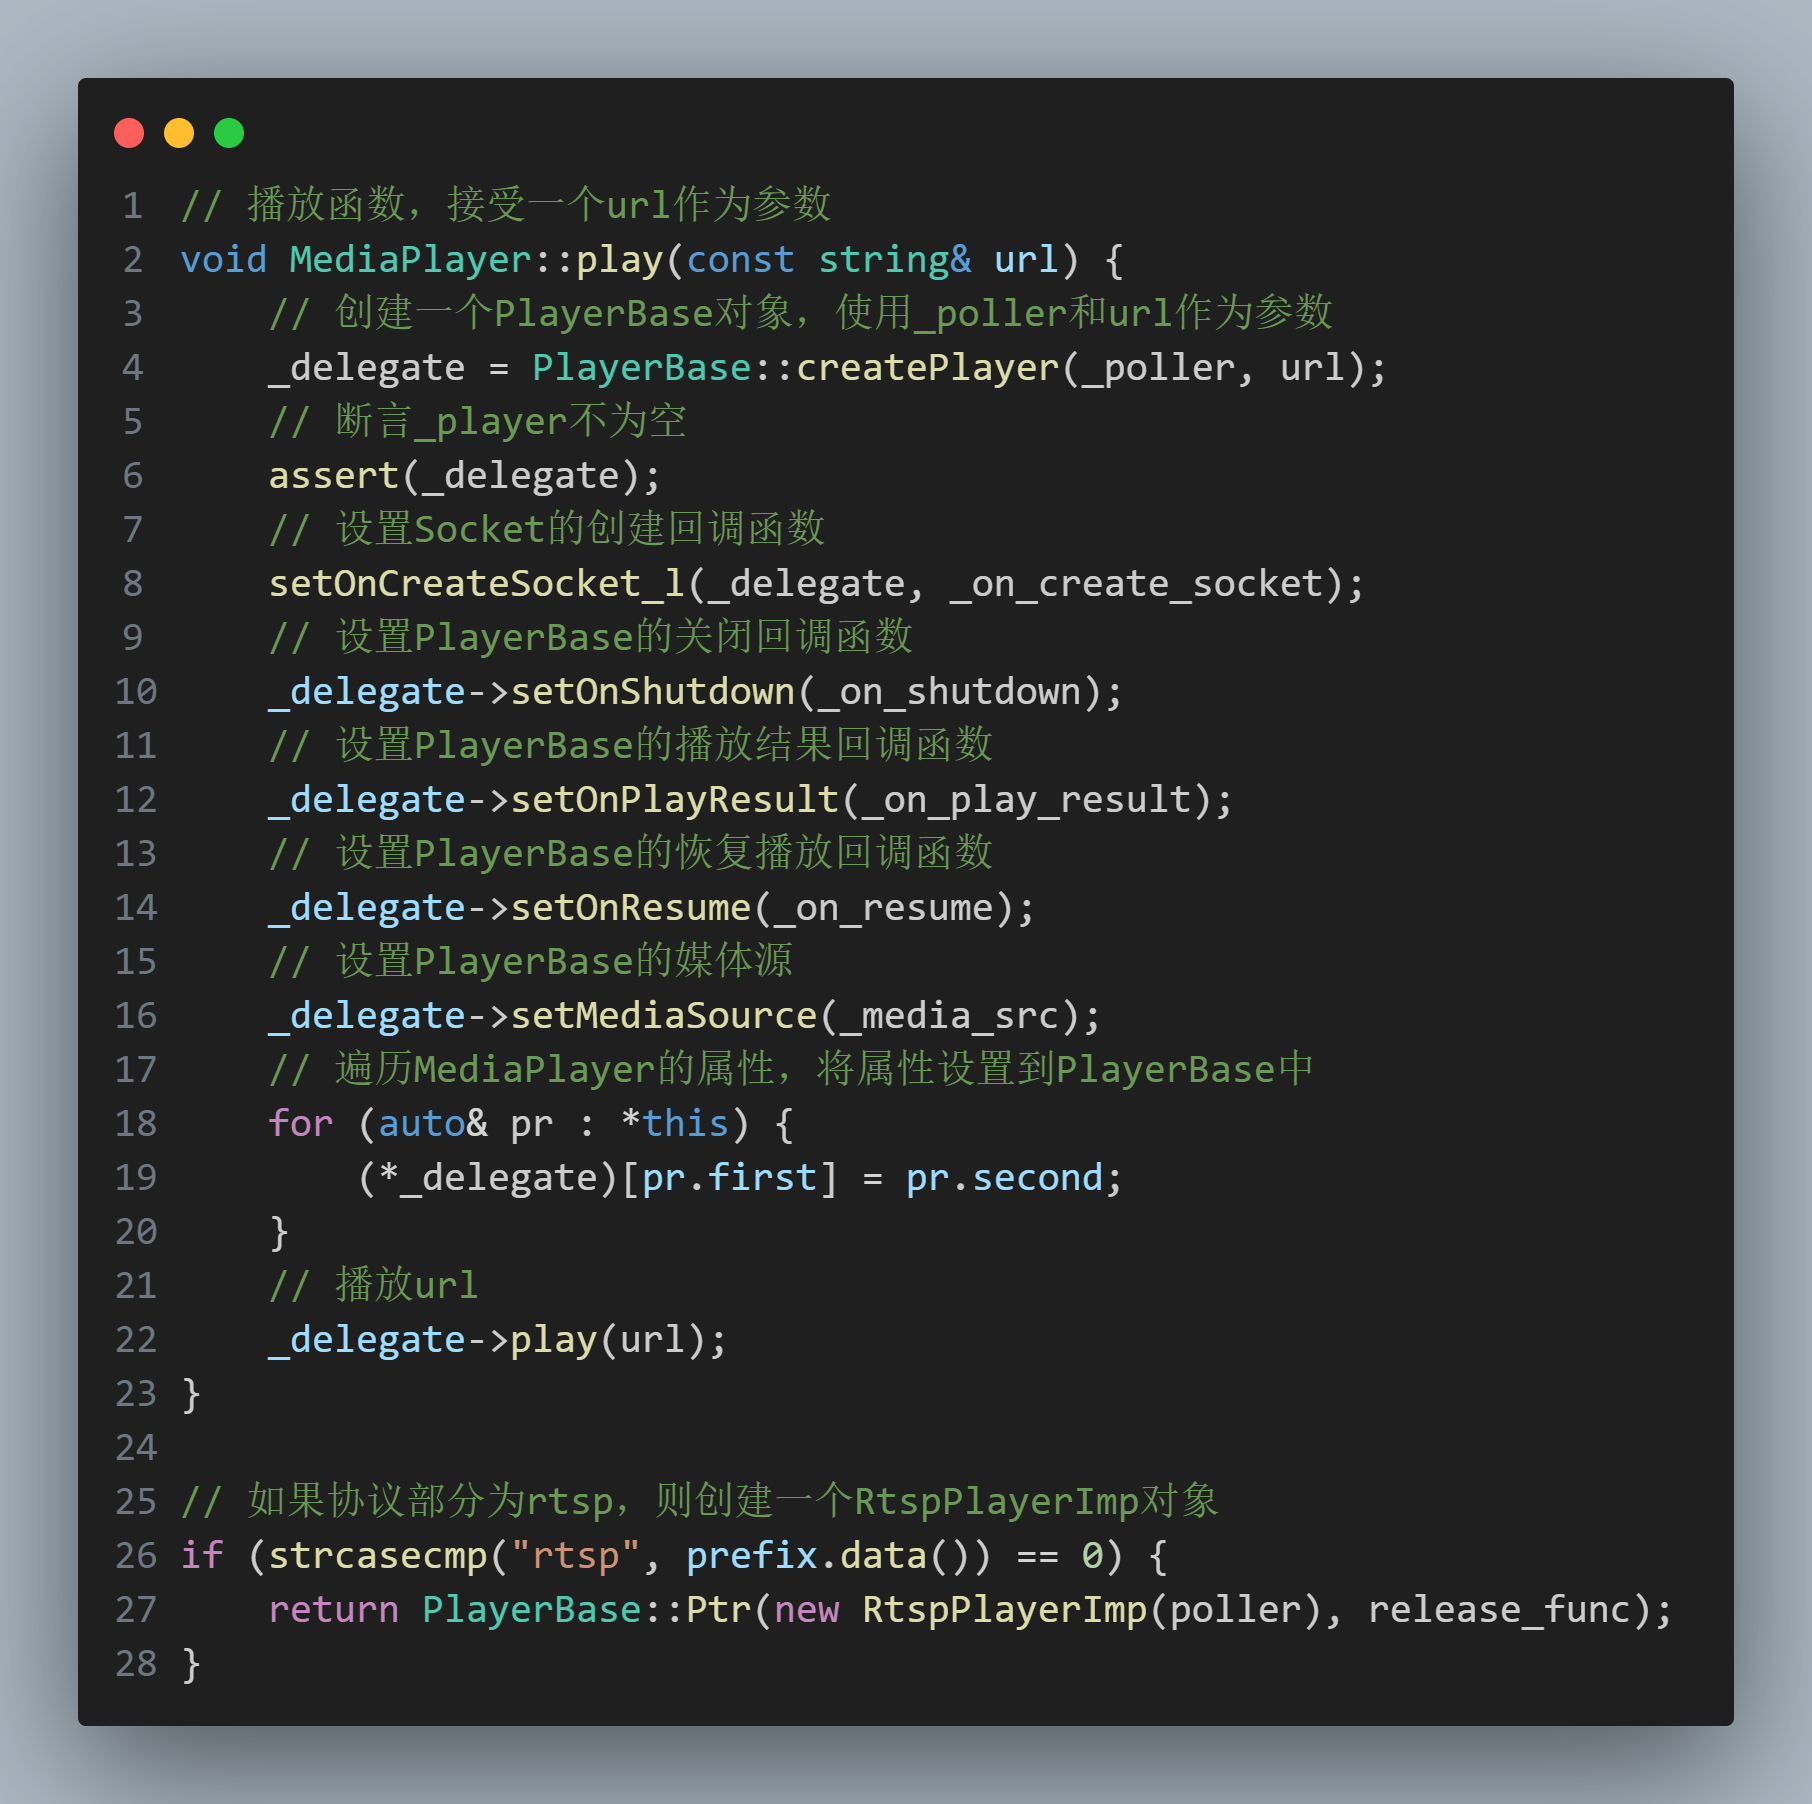 1 // 播放函数，接受一个url作为参数
2 void MediaPlayer::play(const string& url) {
3     // 创建一个PlayerBase对象，使用_poller和url作为参数
4     _delegate = PlayerBase::createPlayer(_poller, url);
5     // 断言_player不为空
6     assert(_delegate);
7     // 设置Socket的创建回调函数
8     setOnCreateSocket_l(_delegate, _on_create_socket);
9     // 设置PlayerBase的关闭回调函数
10     _delegate->setOnShutdown(_on_shutdown);
11     // 设置PlayerBase的播放结果回调函数
12     _delegate->setOnPlayResult(_on_play_result);
13     // 设置PlayerBase的恢复播放回调函数
14     _delegate->setOnResume(_on_resume);
15     // 设置PlayerBase的媒体源
16     _delegate->setMediaSource(_media_src);
17     // 遍历MediaPlayer的属性，将属性设置到PlayerBase中
18     for (auto& pr : *this) {
19         (*_delegate)[pr.first] = pr.second;
20     }
21     // 播放url
22     _delegate->play(url);
23 }
24
25 // 如果协议部分为rtsp，则创建一个RtspPlayerImp对象
26 if (strcasecmp("rtsp", prefix.data()) == 0) {
27     return PlayerBase::Ptr(new RtspPlayerImp(poller), release_func);
28 }